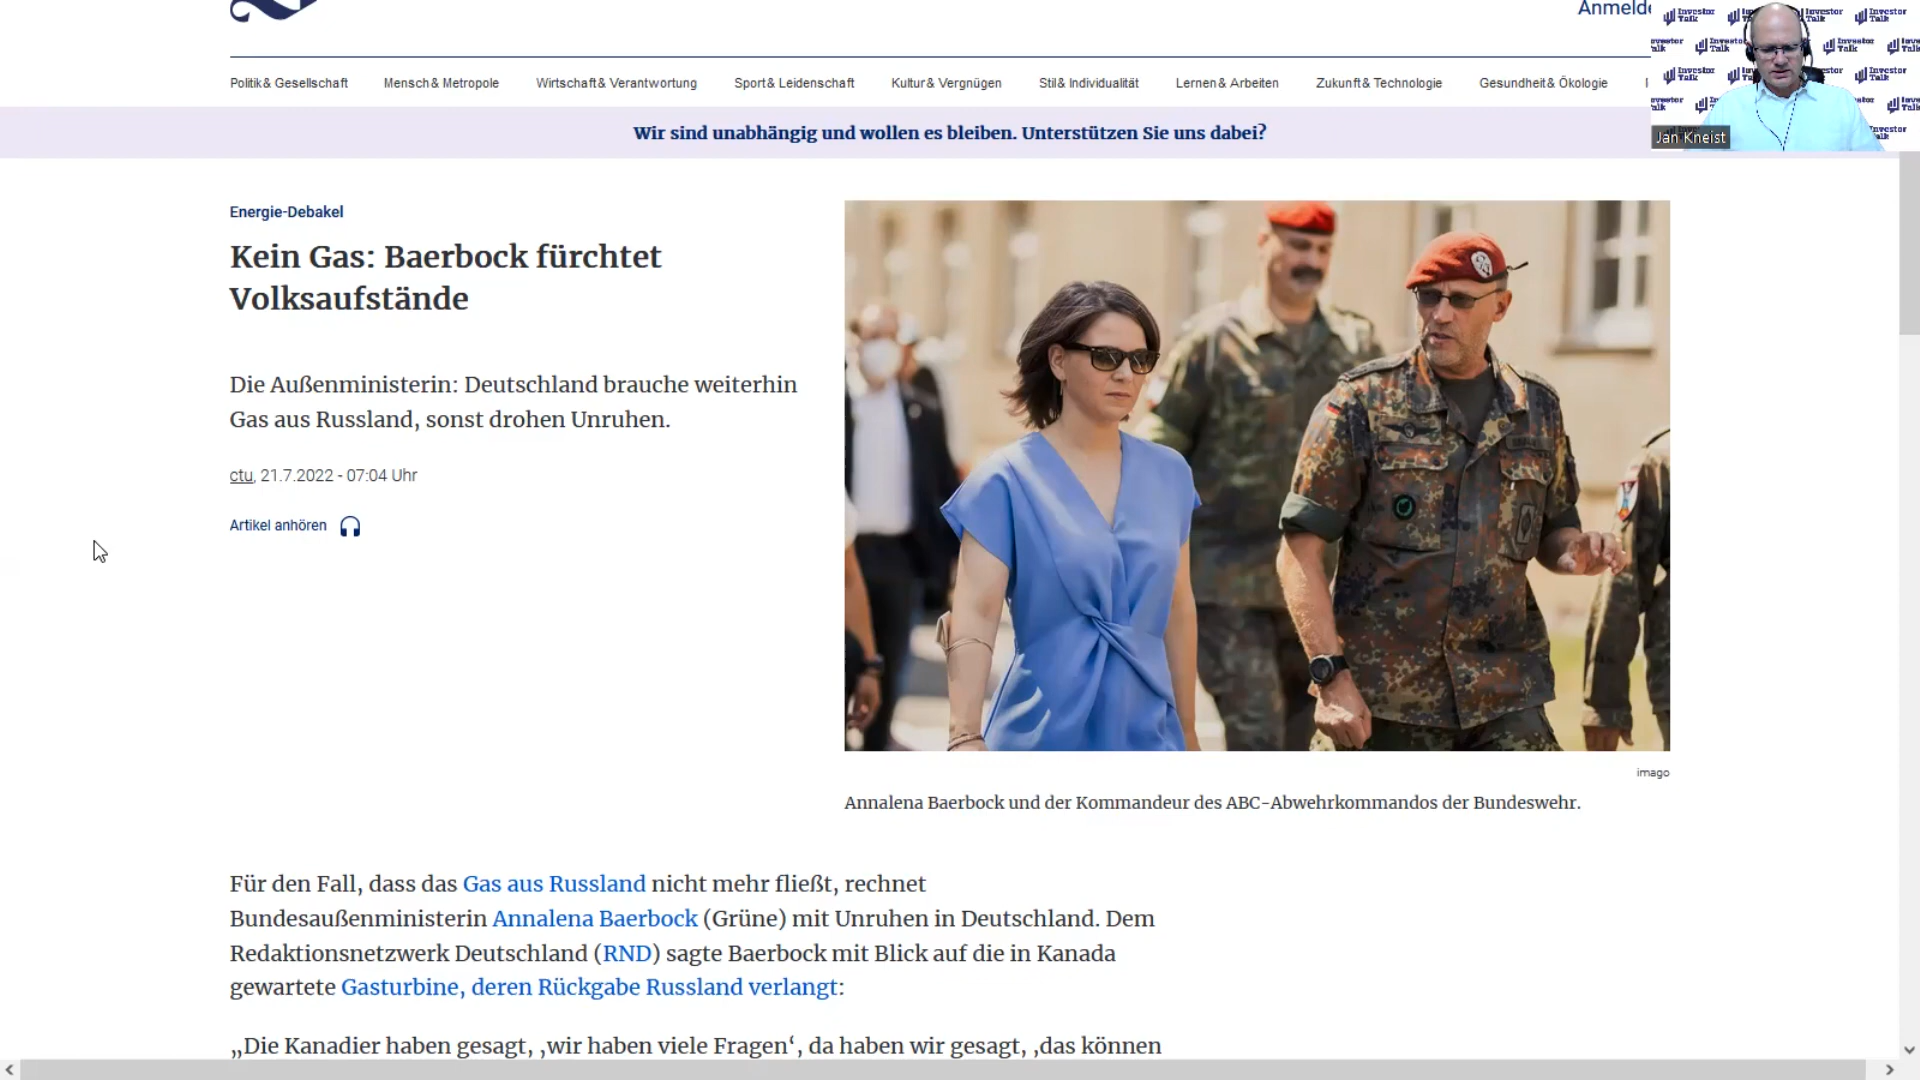 Anmelde
Politik & Gesellschaft Mensch & Metropole Wirtschaft & Verantwortung Sport & Leidenschaft Kultur & Vergnügen Stil & Individualität Lernen & Arbeiten Zukunft & Technologie Gesundheit & Ökologie
Investor Talk
Jan Kneist
Wir sind unabhängig und wollen es bleiben. Unterstützen Sie uns dabei?
Energie-Debakel
Kein Gas: Baerbock fürchtet
Volksaufstände
Die Außenministerin: Deutschland brauche weiterhin
Gas aus Russland, sonst drohen Unruhen.
ctu, 21.7.2022 - 07:04 Uhr
Artikel anhören
imago
Annalena Baerbock und der Kommandeur des ABC-Abwehrkommandos der Bundeswehr.
Für den Fall, dass das Gas aus Russland nicht mehr fließt, rechnet
Bundesaußenministerin Annalena Baerbock (Grüne) mit Unruhen in Deutschland. Dem
Redaktionsnetzwerk Deutschland (RND) sagte Baerbock mit Blick auf die in Kanada
gewartete Gasturbine, deren Rückgabe Russland verlangt:
„Die Kanadier haben gesagt, ‚wir haben viele Fragen‘, da haben wir gesagt, ‚das können